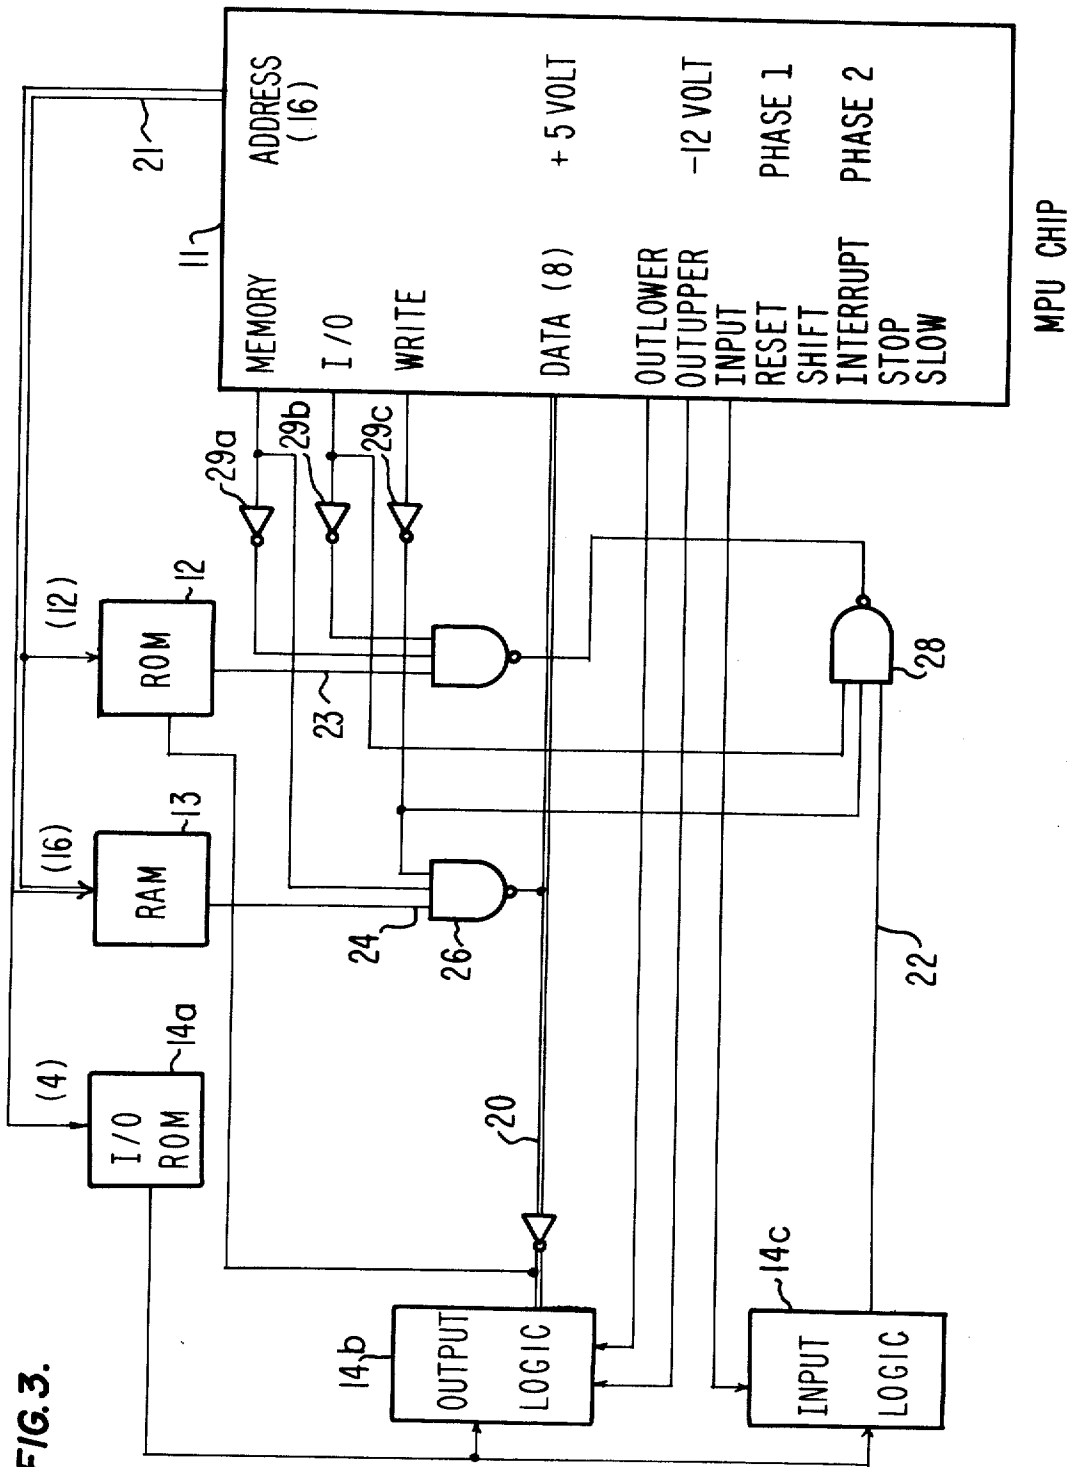 FIG. 3.
MPU CHIP
11
ADDRESS
(16)
MEMORY
I/O
WRITE
DATA (8)
+ 5 VOLT
OUTLOWER
OUTUPPER
-12 VOLT
INPUT
RESET
PHASE 1
SHIFT
INTERRUPT
PHASE 2
STOP
SLOW
21
29a
29b
29c
(12)
12
ROM
23
(16)
13
RAM
24
26
28
22
(4)
14a
I/O
ROM
20
14b
OUTPUT
LOGIC
14c
INPUT
LOGIC